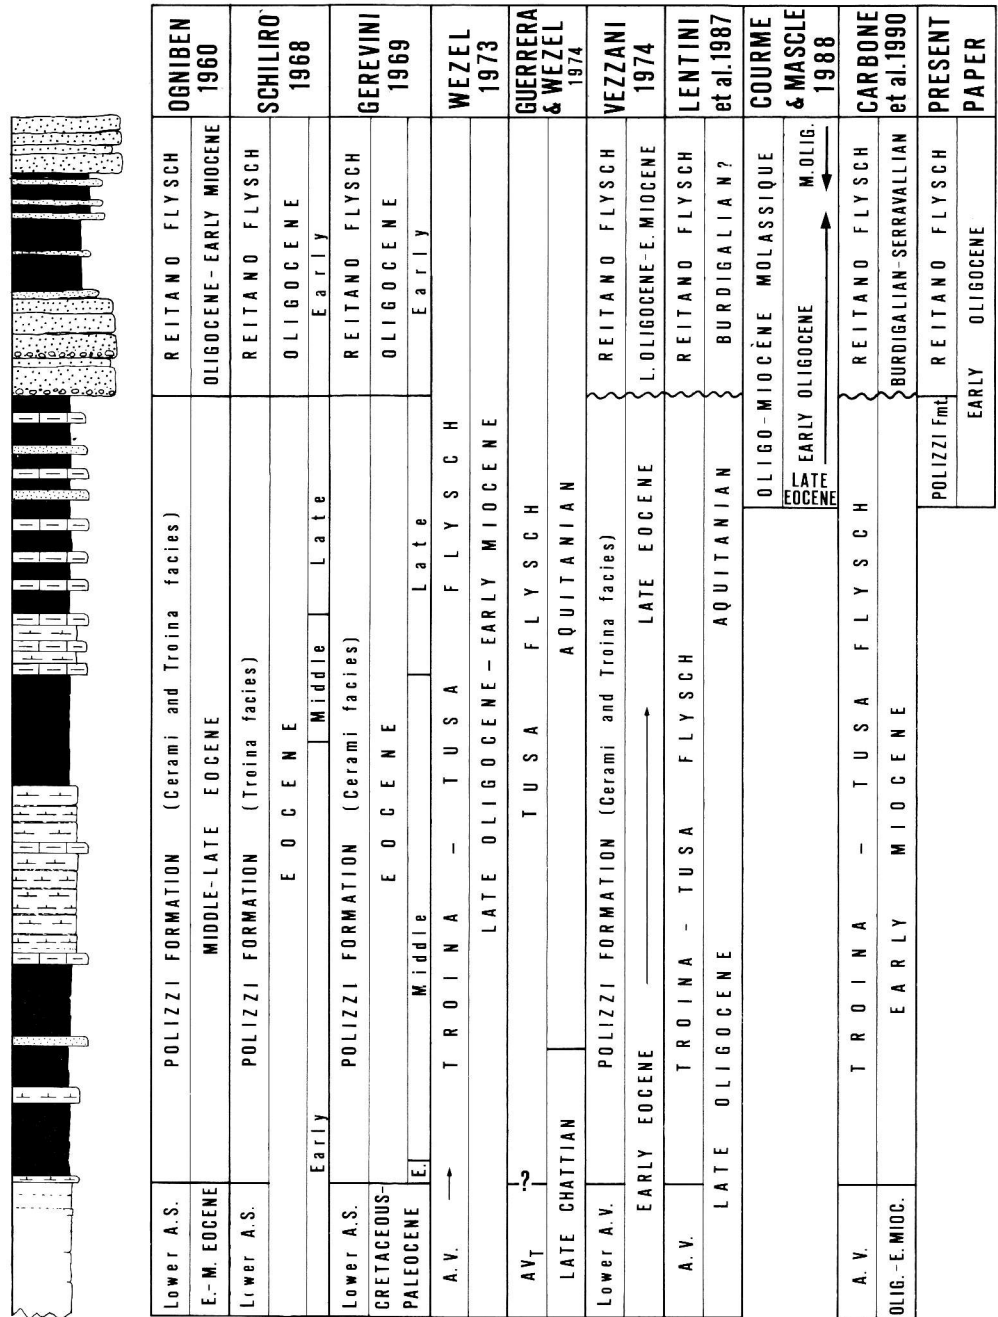 OGNIBEN
1960
REITANO FLYSCH
OLIGOCENE-EARLY MIOCENE
POLIZZI FORMATION (Cerami and Troina facies)
MIDDLE-LATE EOCENE
Lower A.S.
E.-M. EOCENE
SCHILIRO'
1968
REITANO FLYSCH
OLIGOCENE
Early
POLIZZI FORMATION (Troina facies)
EOCENE
Late
Middle
Early
Lower A.S.
GEREVINI
1969
REITANO FLYSCH
OLIGOCENE
Early
POLIZZI FORMATION (Cerami facies)
EOCENE
Late
Middle
E.
Lower A.S.
CRETACEOUS-
PALEOCENE
WEZEL
1973
TROINA - TUSA FLYSCH
LATE OLIGOCENE-EARLY MIOCENE
A.V.
GUERRERA
& WEZEL
1974
TUSA FLYSCH
AQUITANIAN
?
AVT
LATE CHATTIAN
VEZZANI
1974
REITANO FLYSCH
L.OLIGOCENE-E.MIOCENE
POLIZZI FORMATION (Cerami and Troina facies)
EARLY EOCENE
LATE EOCENE
Lower A.V.
LENTINI
et al.1987
REITANO FLYSCH
BURDIGALIAN?
TROINA - TUSA FLYSCH
AQUITANIAN
LATE OLIGOCENE
A.V.
COURME
& MASCLE
1988
OLIGO-MIOCÈNE MOLASSIQUE
M.OLIG.
EARLY OLIGOCENE
LATE
EOCENE
CARBONE
et al.1990
REITANO FLYSCH
BURDIGALIAN-SERRAVALLIAN
TROINA - TUSA FLYSCH
EARLY MIOCENE
A.V.
OLIG.-E.MIOC.
PRESENT
PAPER
REITANO FLYSCH
POLIZZI Fmt.
EARLY OLIGOCENE